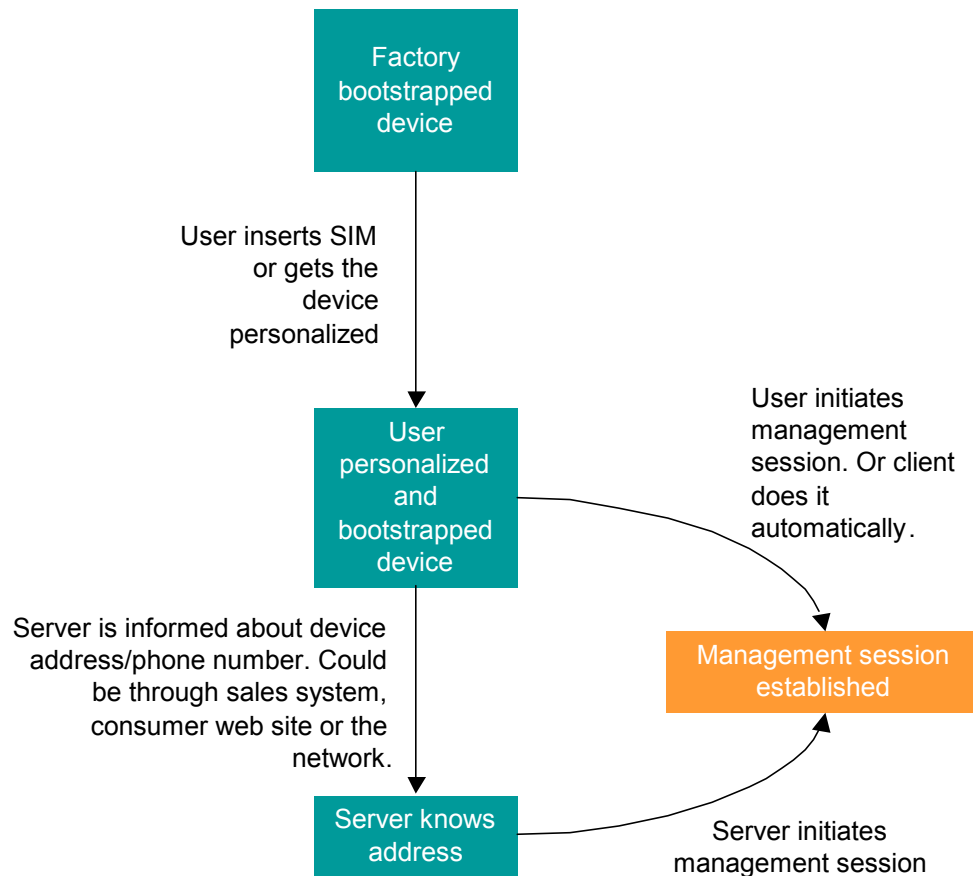 Factory
bootstrapped
device
User inserts SIM
or gets the
device
personalized
User
personalized
and
bootstrapped
device
User initiates
management
session. Or client
does it
automatically.
Server is informed about device
address/phone number. Could
be through sales system,
consumer web site or the
network.
Management session
established
Server knows
address
Server initiates
management session